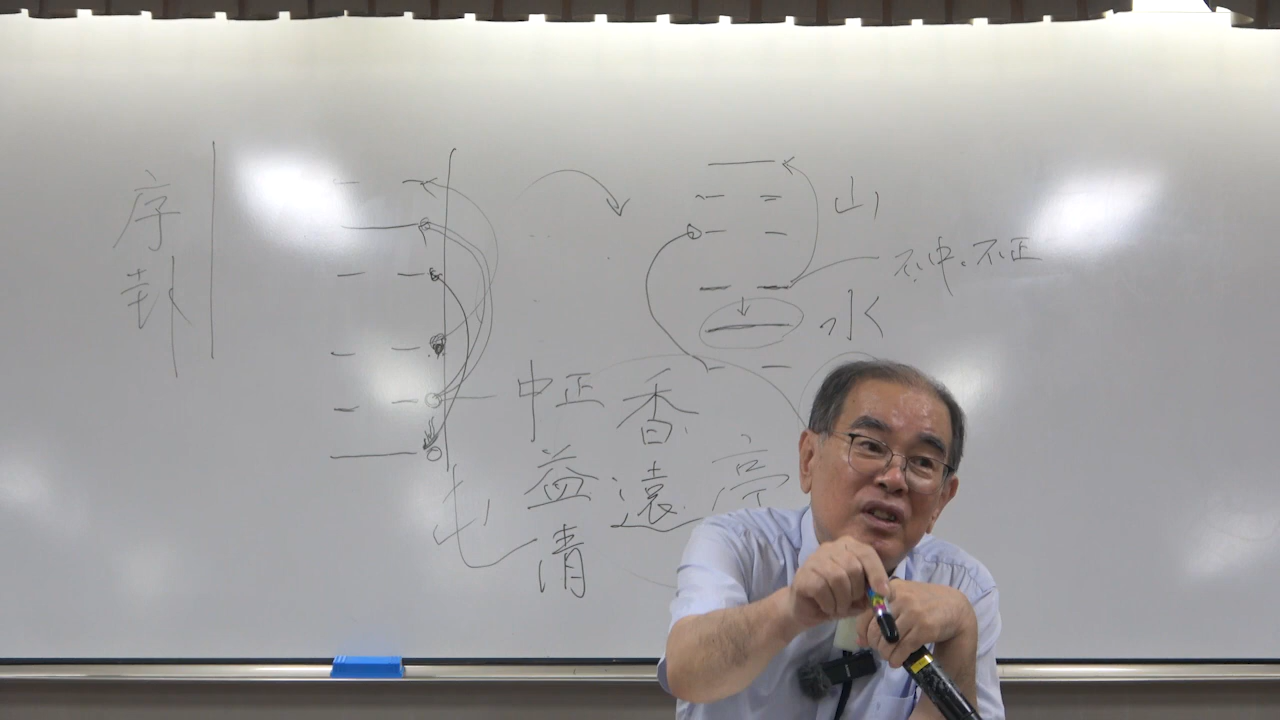 序卦
山
水
不中、不正
中正
香遠
益清
亭